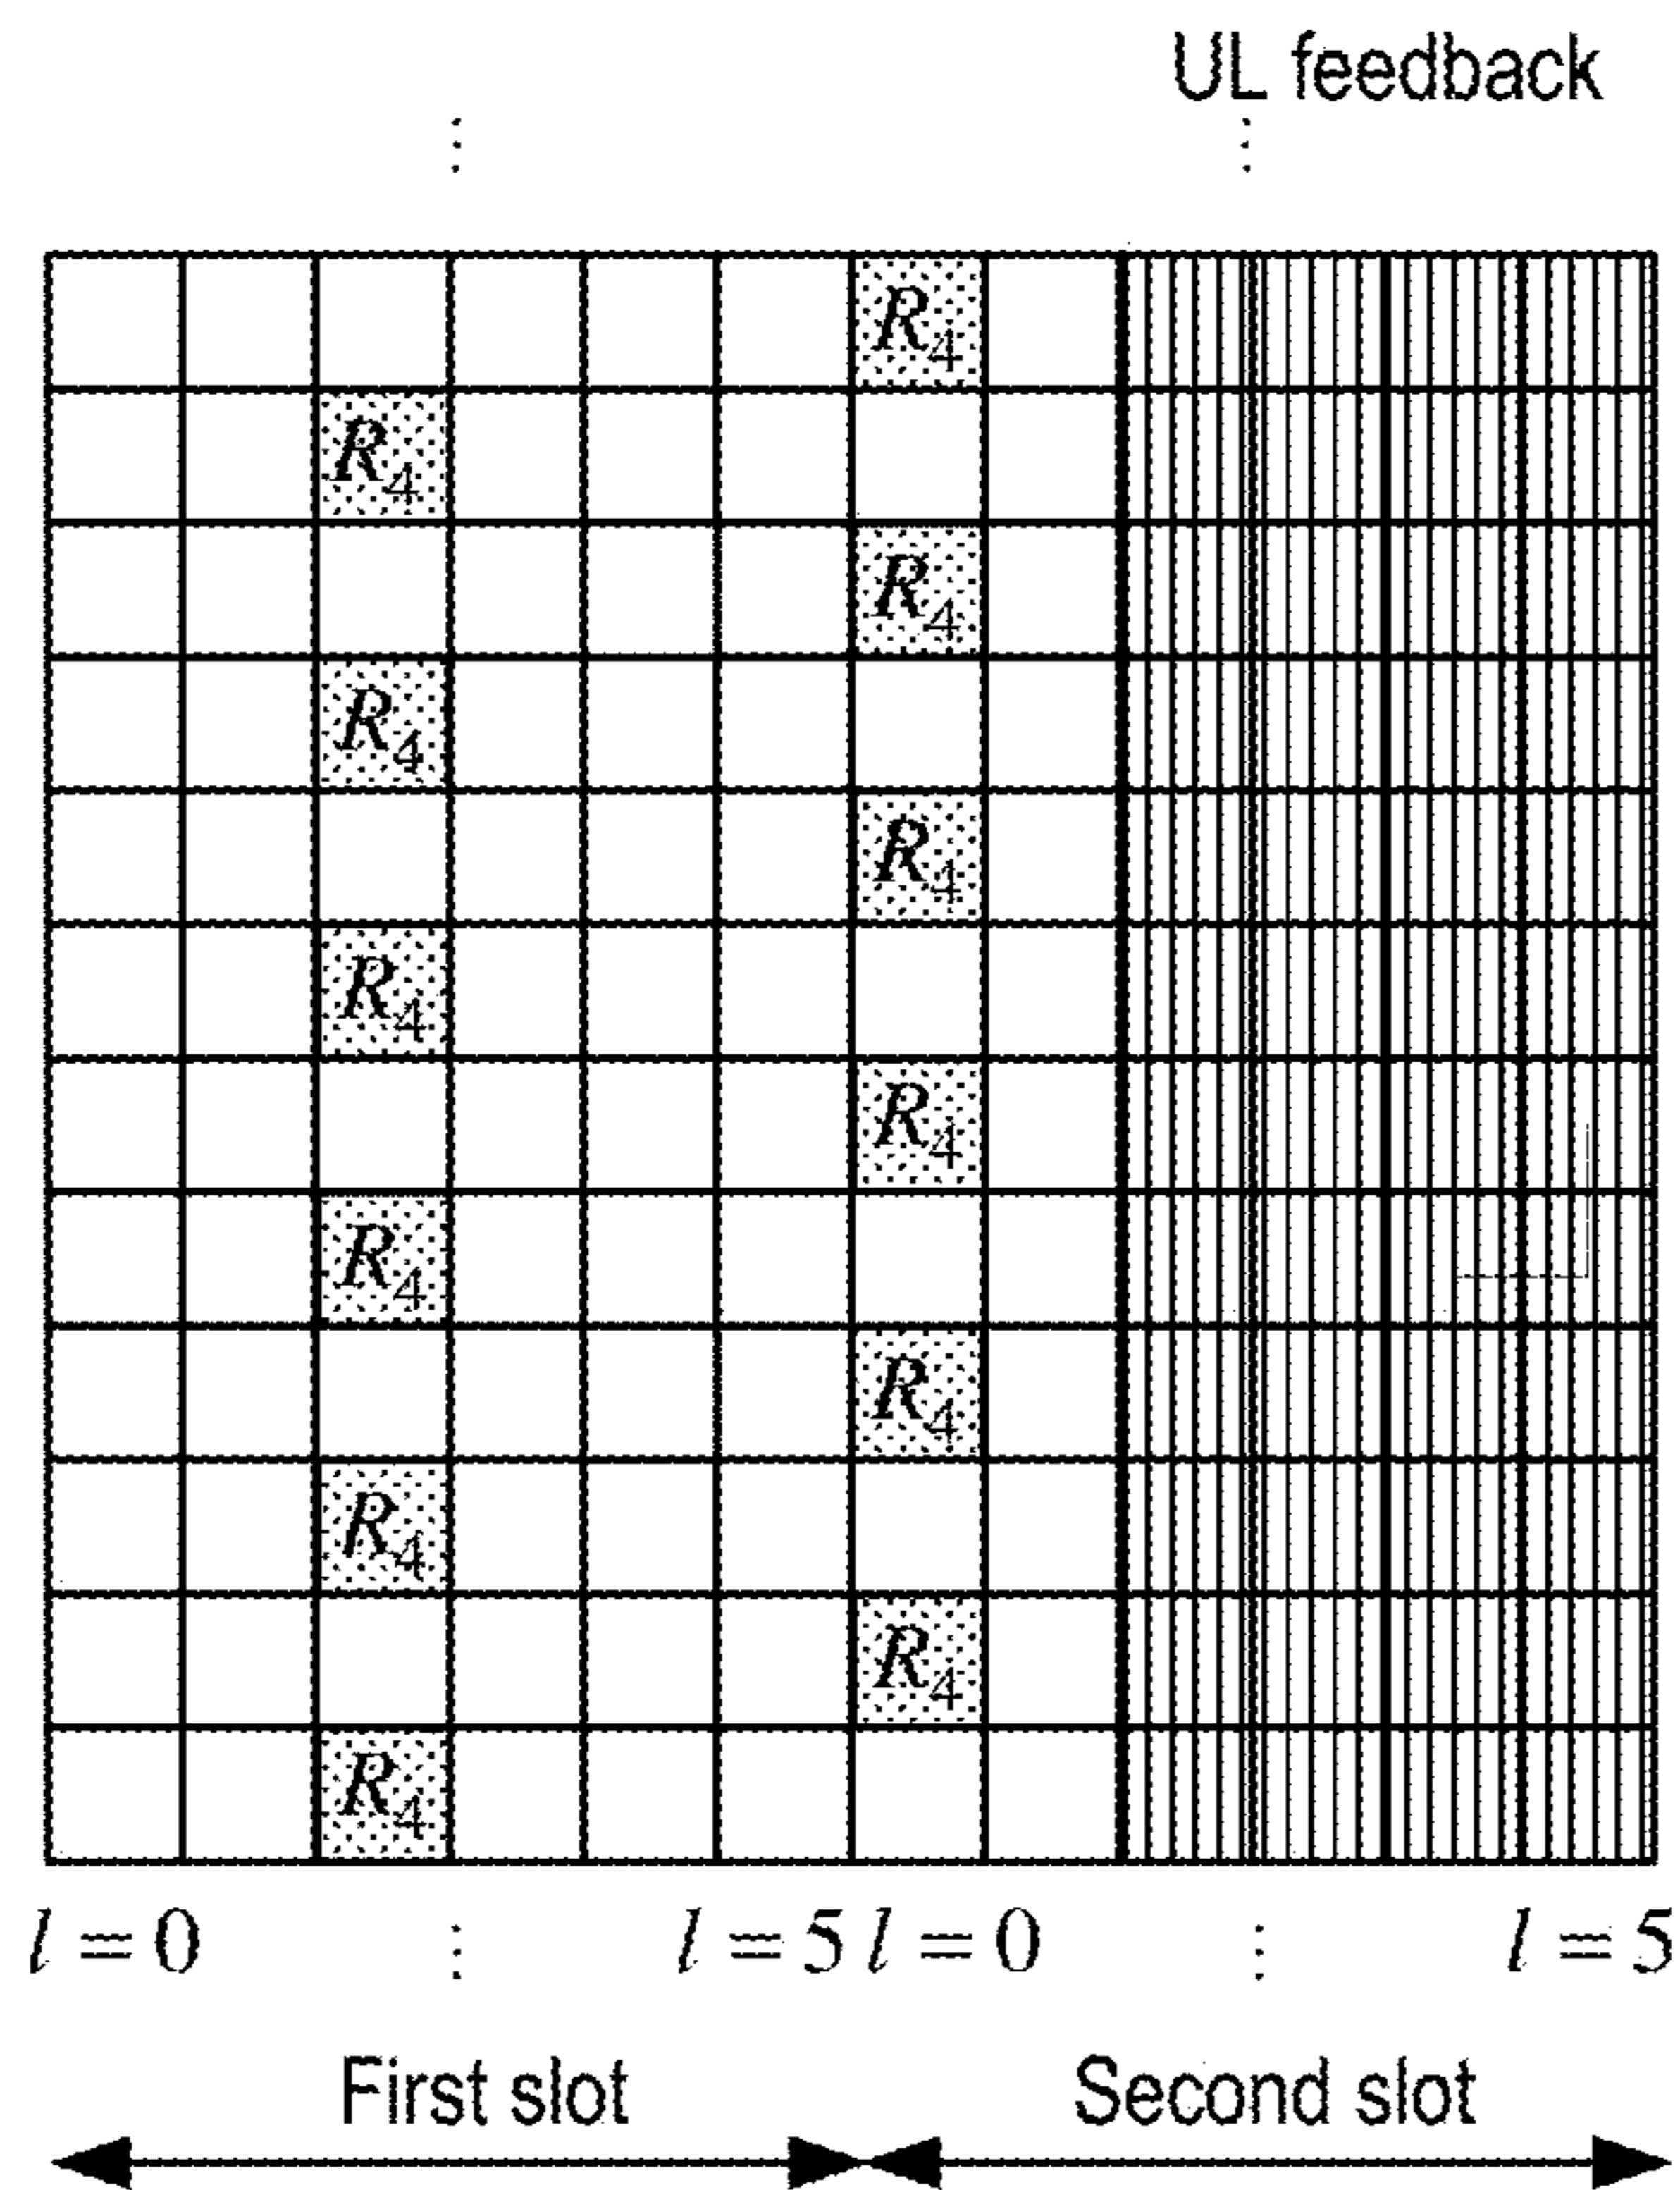 UL feedback
R₄
R₄
R₄
R₄
R₄
R₄
R₄
R₄
R₄
R₄
R₄
R₄
l = 0 l = 5 l = 0 l = 5
First slot Second slot